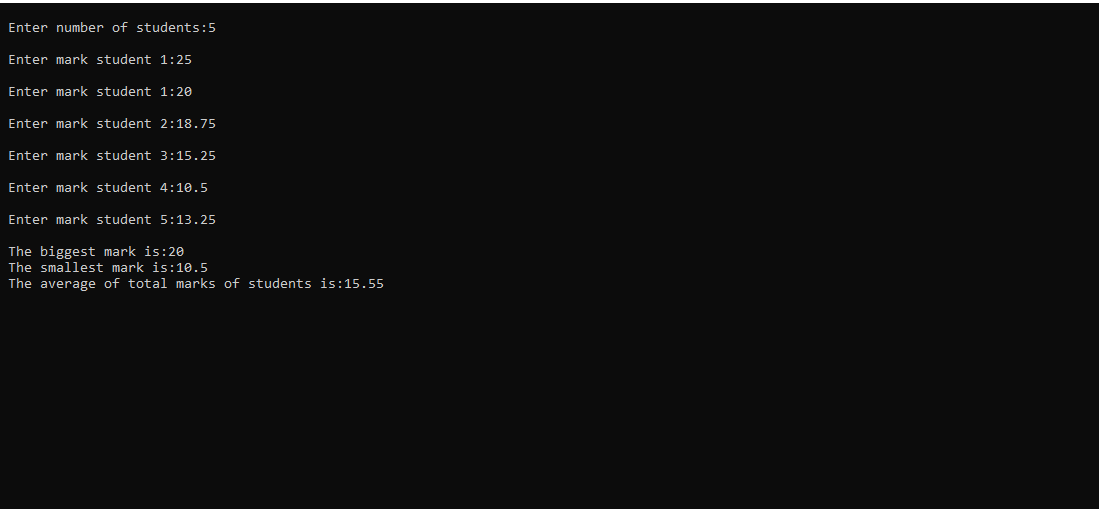 Enter number of students:5
Enter mark student 1:25
Enter mark student 1:20
Enter mark student 2:18.75
Enter mark student 3:15.25
Enter mark student 4:10.5
Enter mark student 5:13.25
The biggest mark is:20
The smallest mark is:10.5
The average of total marks of students is:15.55